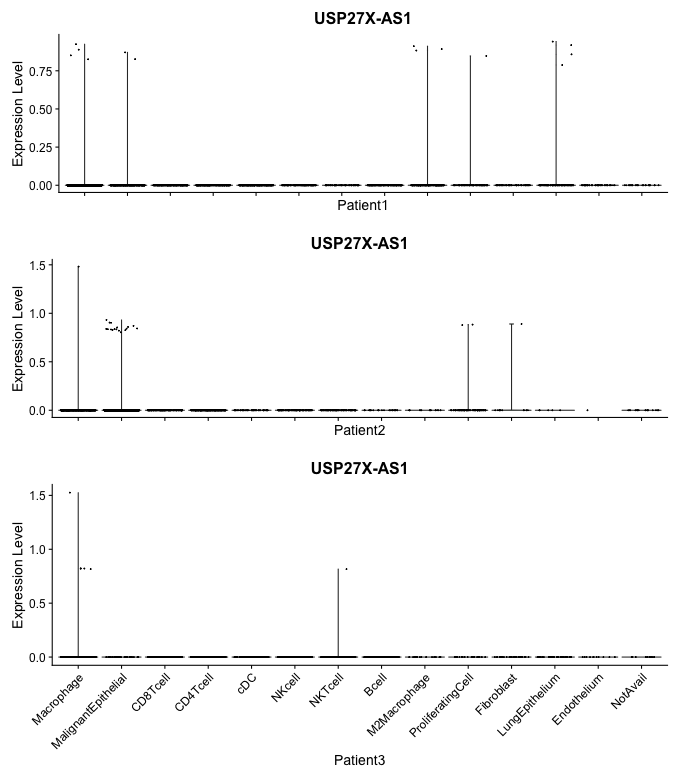 USP27X-AS1
Expression Level
0.75
0.50
0.25
0.00
Patient1
USP27X-AS1
Expression Level
1.5
1.0
0.5
0.0
Patient2
USP27X-AS1
Expression Level
1.5
1.0
0.5
0.0
Macrophage
MalignantEpithelial
CD8Tcell
CD4Tcell
cDC
NKcell
NKTcell
Bcell
M2Macrophage
ProliferatingCell
Fibroblast
LungEpithelium
Endothelium
NotAvail
Patient3